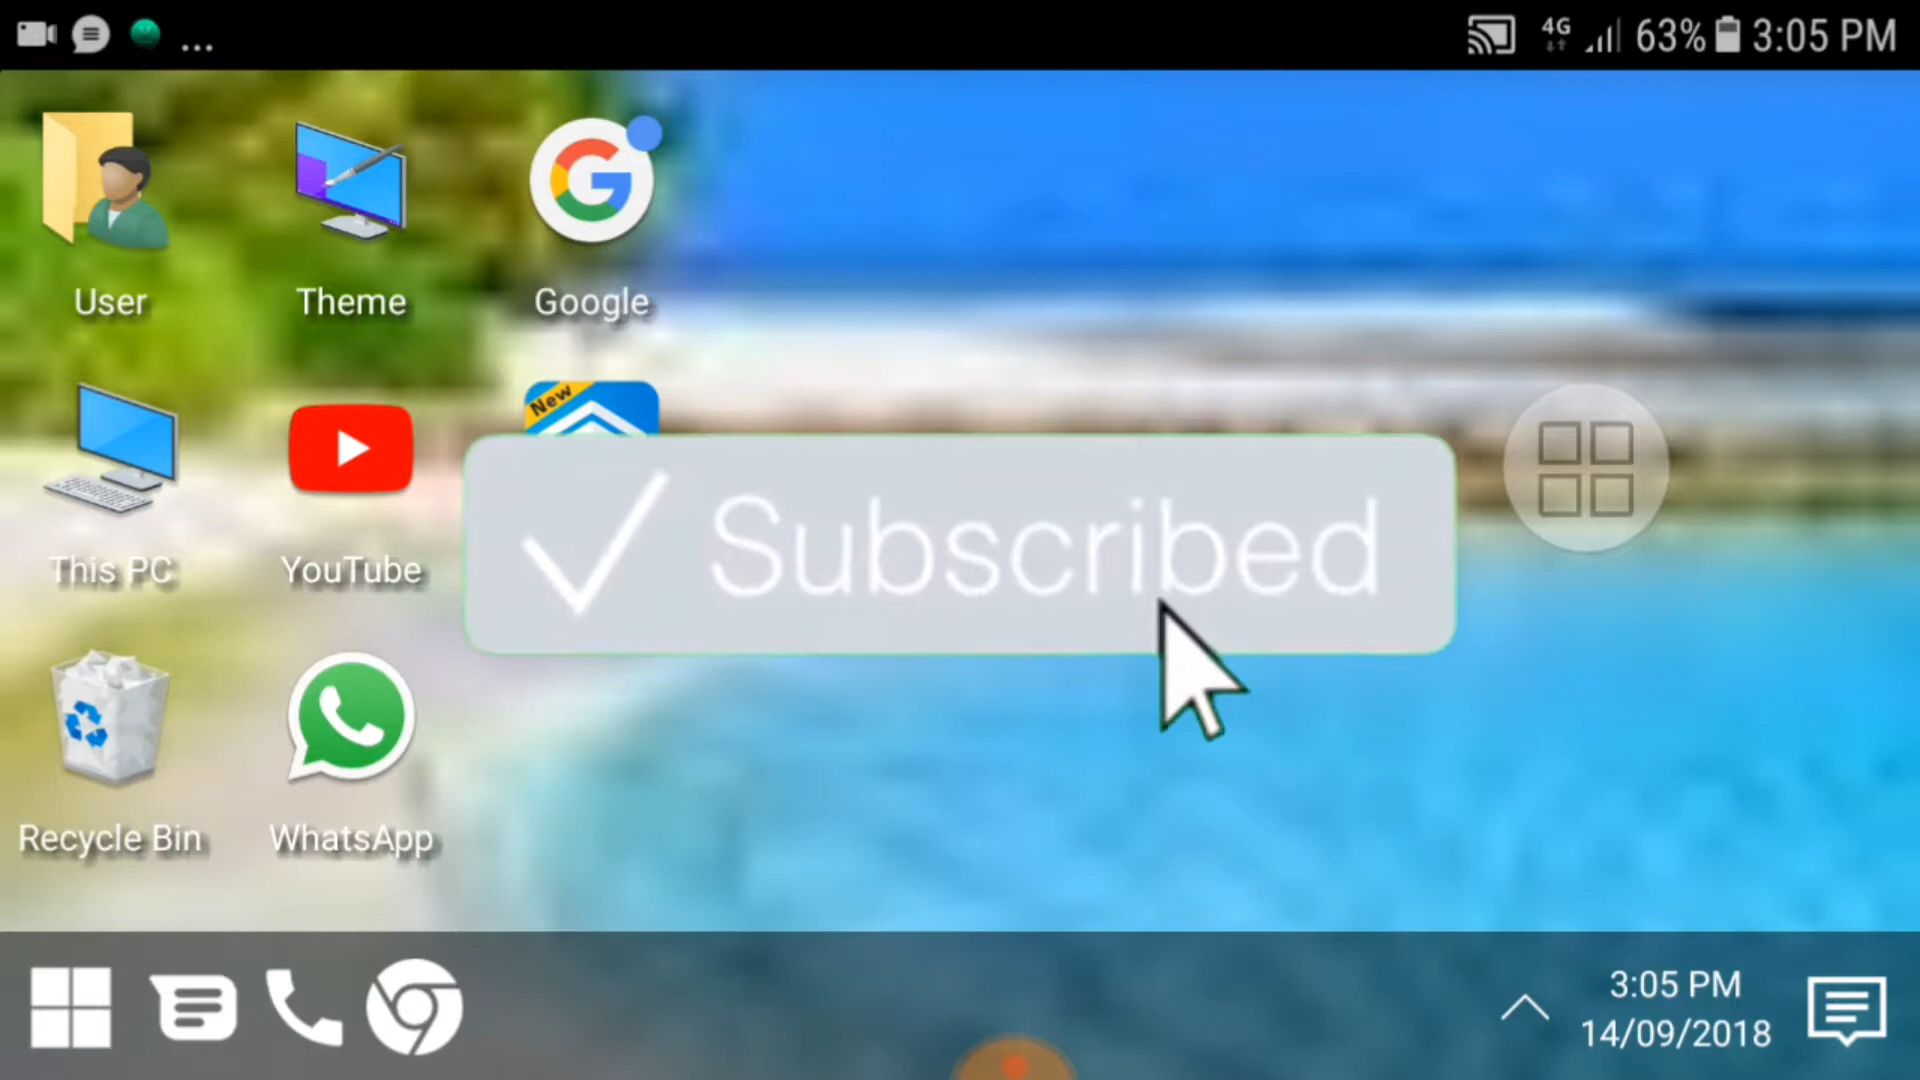 ...
4G 63% 3:05 PM
User Theme Google
New
This PC YouTube
✓ Subscribed
Recycle Bin WhatsApp
3:05 PM
14/09/2018